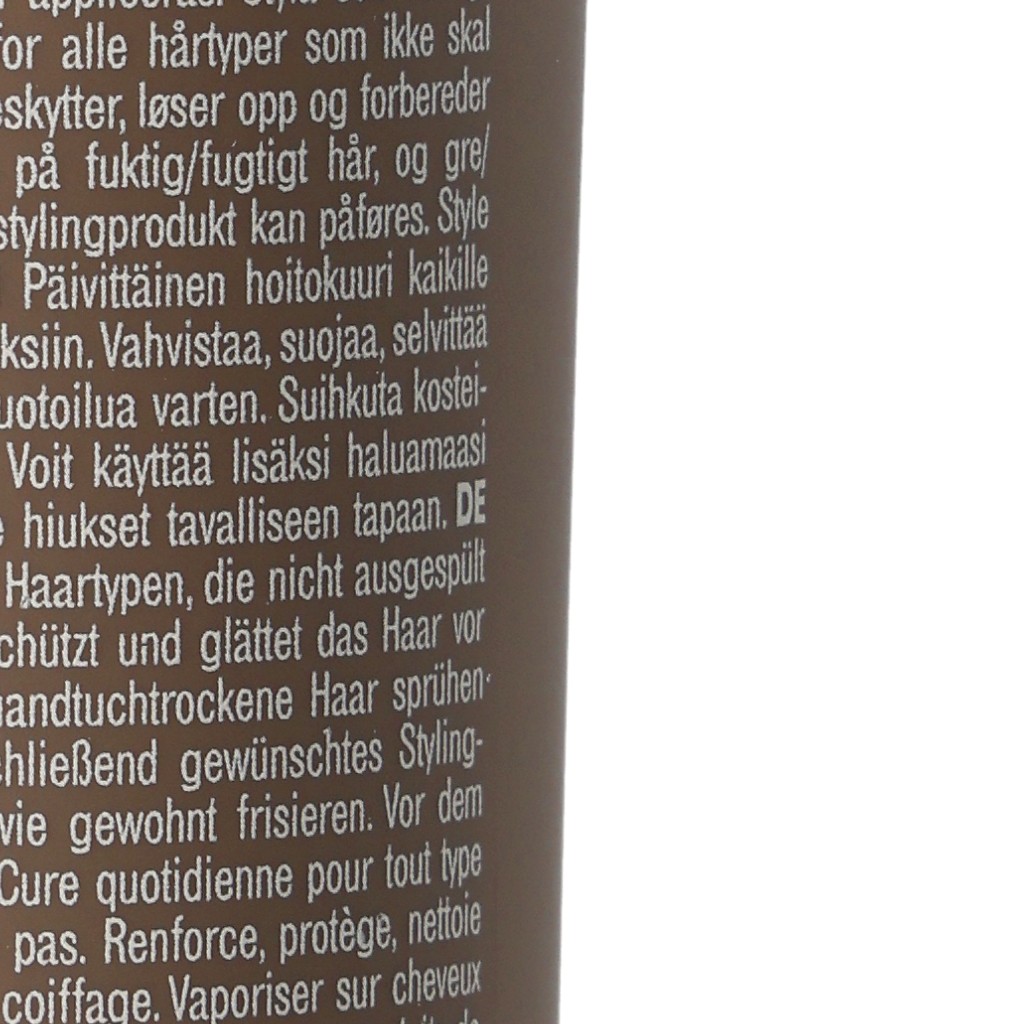 for alle hårtyper som ikke skal
eskytter, løser opp og forbereder
på fuktig/fugtigt hår, og gre/
stylingprodukt kan påføres. Style
Päivittäinen hoitokuuri kaikille
ksiin. Vahvistaa, suojaa, selvittää
uotoilua varten. Suihkuta kostei-
Voit käyttää lisäksi haluamaasi
hiukset tavalliseen tapaan. DE
Haartypen, die nicht ausgespült
chützt und glättet das Haar vor
handtuchtrockene Haar sprühen·
chließend gewünschtes Styling-
wie gewohnt frisieren. Vor dem
Cure quotidienne pour tout type
pas. Renforce, protège, nettoie
coiffage. Vaporiser sur cheveux